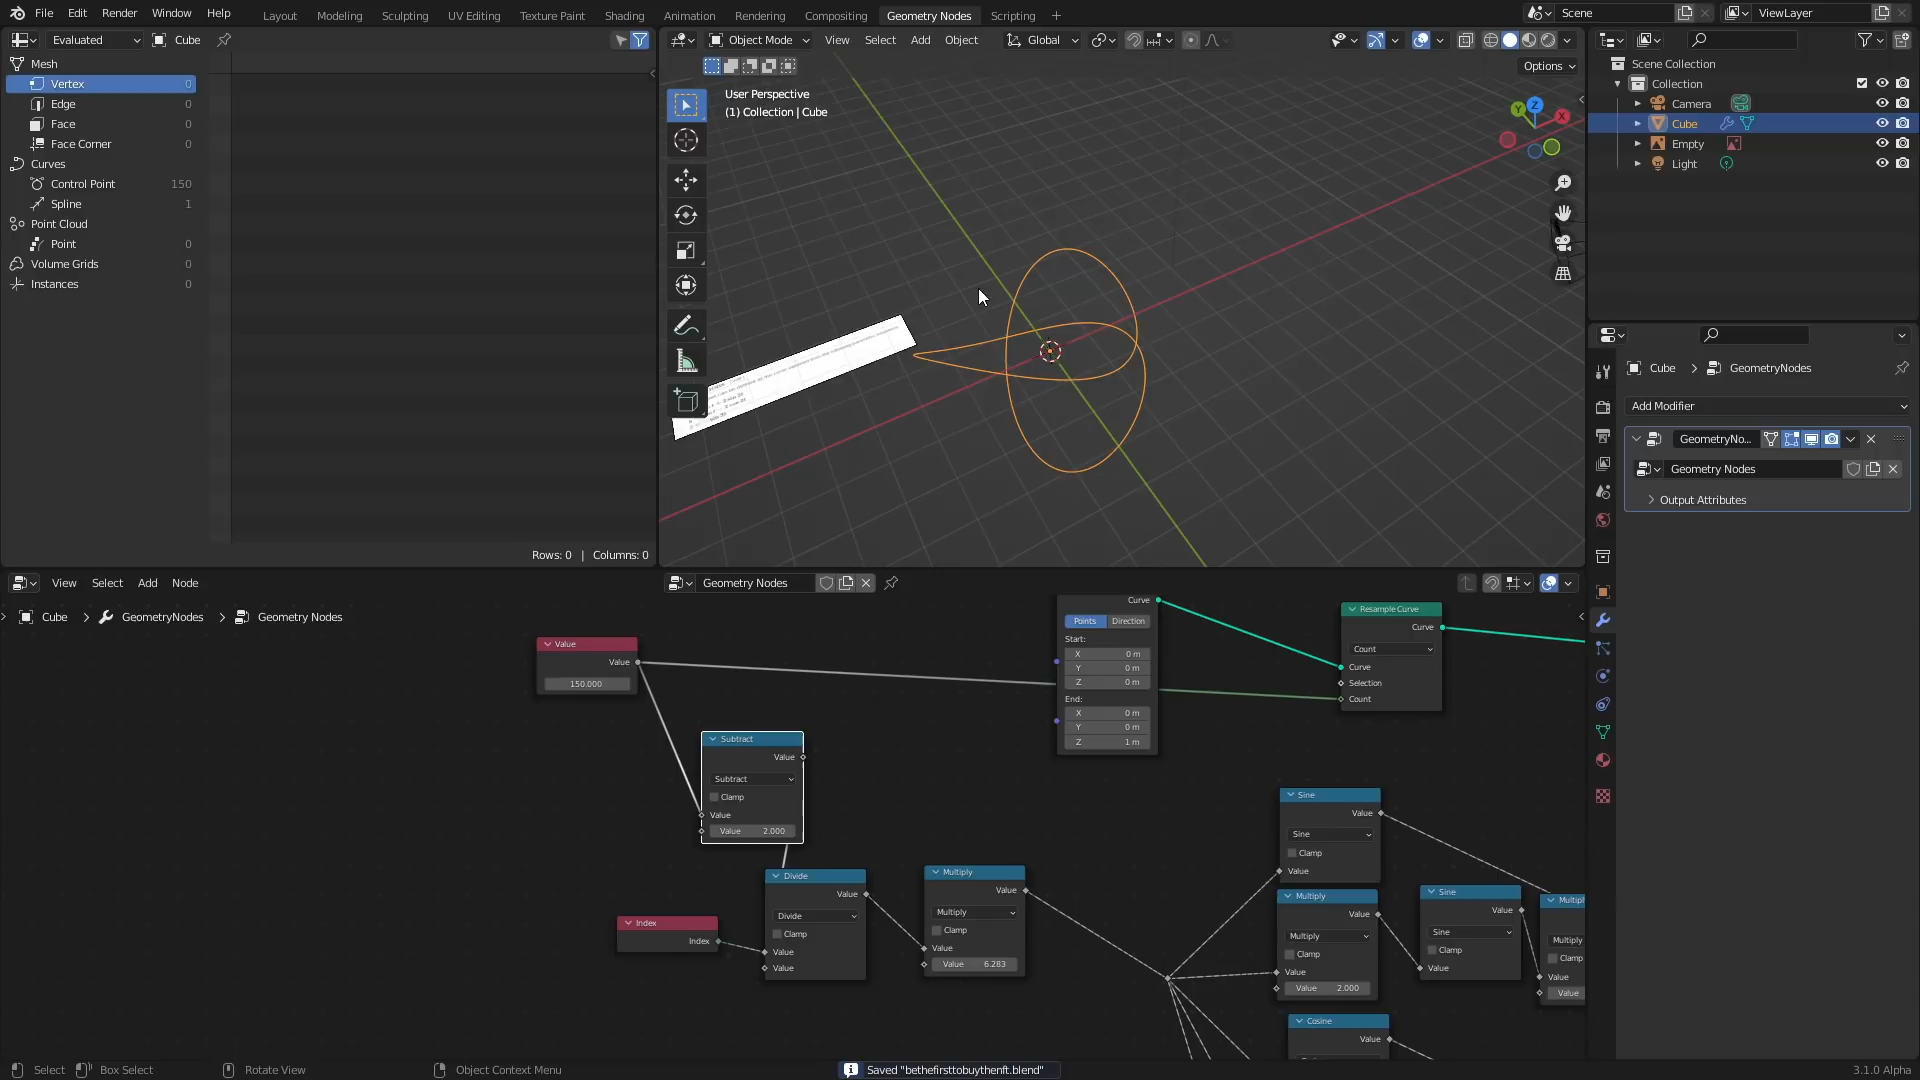 File Edit Render Window Help
Layout Modeling Sculpting UV Editing Texture Paint Shading Animation Rendering Compositing Geometry Nodes Scripting +
Scene ViewLayer
Evaluated Cube
Object Mode View Select Add Object Global
Options
Mesh
Vertex 0
Edge 0
Face 0
Face Corner 0
Curves
Control Point 150
Spline 1
Point Cloud
Point 0
Volume Grids 0
Instances 0
Rows: 0 | Columns: 0
User Perspective
(1) Collection | Cube
X
Y
Z
Scene Collection
Collection
Camera
Cube
Empty
Light
Cube GeometryNodes
Add Modifier
GeometryNo...
Geometry Nodes
Output Attributes
View Select Add Node
Geometry Nodes
Cube GeometryNodes Geometry Nodes
Value
Value
150.000
Subtract
Value
Subtract
Clamp
Value
Value 2.000
Index
Index
Divide
Value
Divide
Clamp
Value
Value
Multiply
Value
Multiply
Clamp
Value
Value 6.283
Curve
Points Direction
Start:
X 0 m
Y 0 m
Z 0 m
End:
X 0 m
Y 0 m
Z 1 m
Resample Curve
Curve
Count
Curve
Selection
Count
Sine
Value
Sine
Clamp
Value
Multiply
Value
Multiply
Clamp
Value
Value 2.000
Sine
Value
Sine
Clamp
Value
Multiply
Clamp
Value
Value
Cosine
Value
Select Box Select Rotate View Object Context Menu
Saved "bethefirsttobuythenft.blend"
3.1.0 Alpha